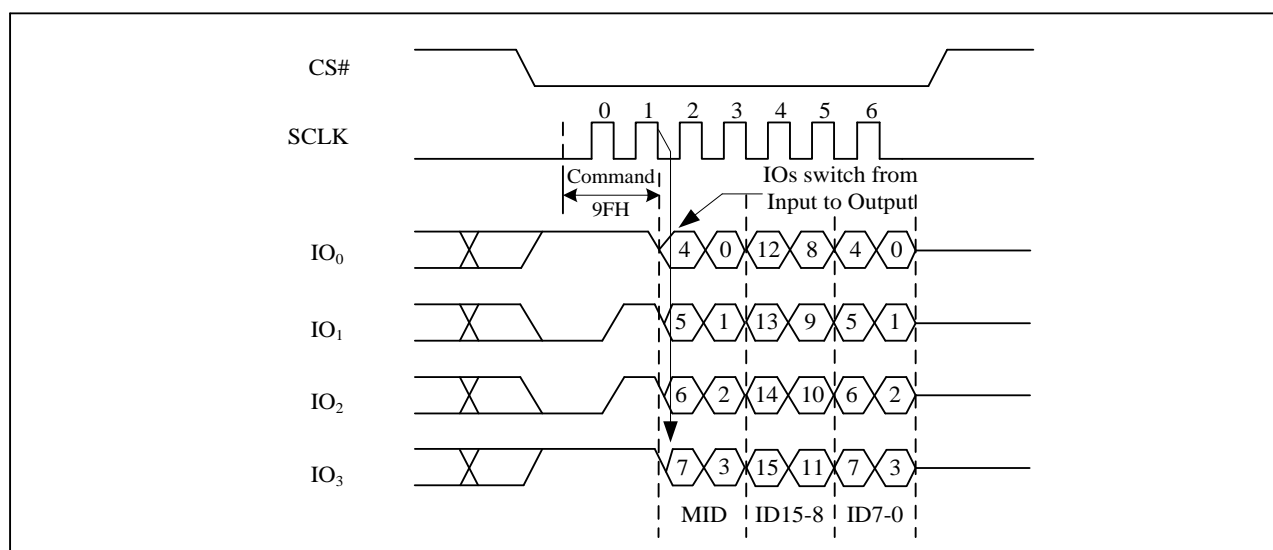 CS#
0 1 2 3 4 5 6
SCLK
Command
9FH
IOs switch from
Input to Output
IO₀
4 0 12 8 4 0
IO₁
5 1 13 9 5 1
IO₂
6 2 14 10 6 2
IO₃
7 3 15 11 7 3
MID ID15-8 ID7-0